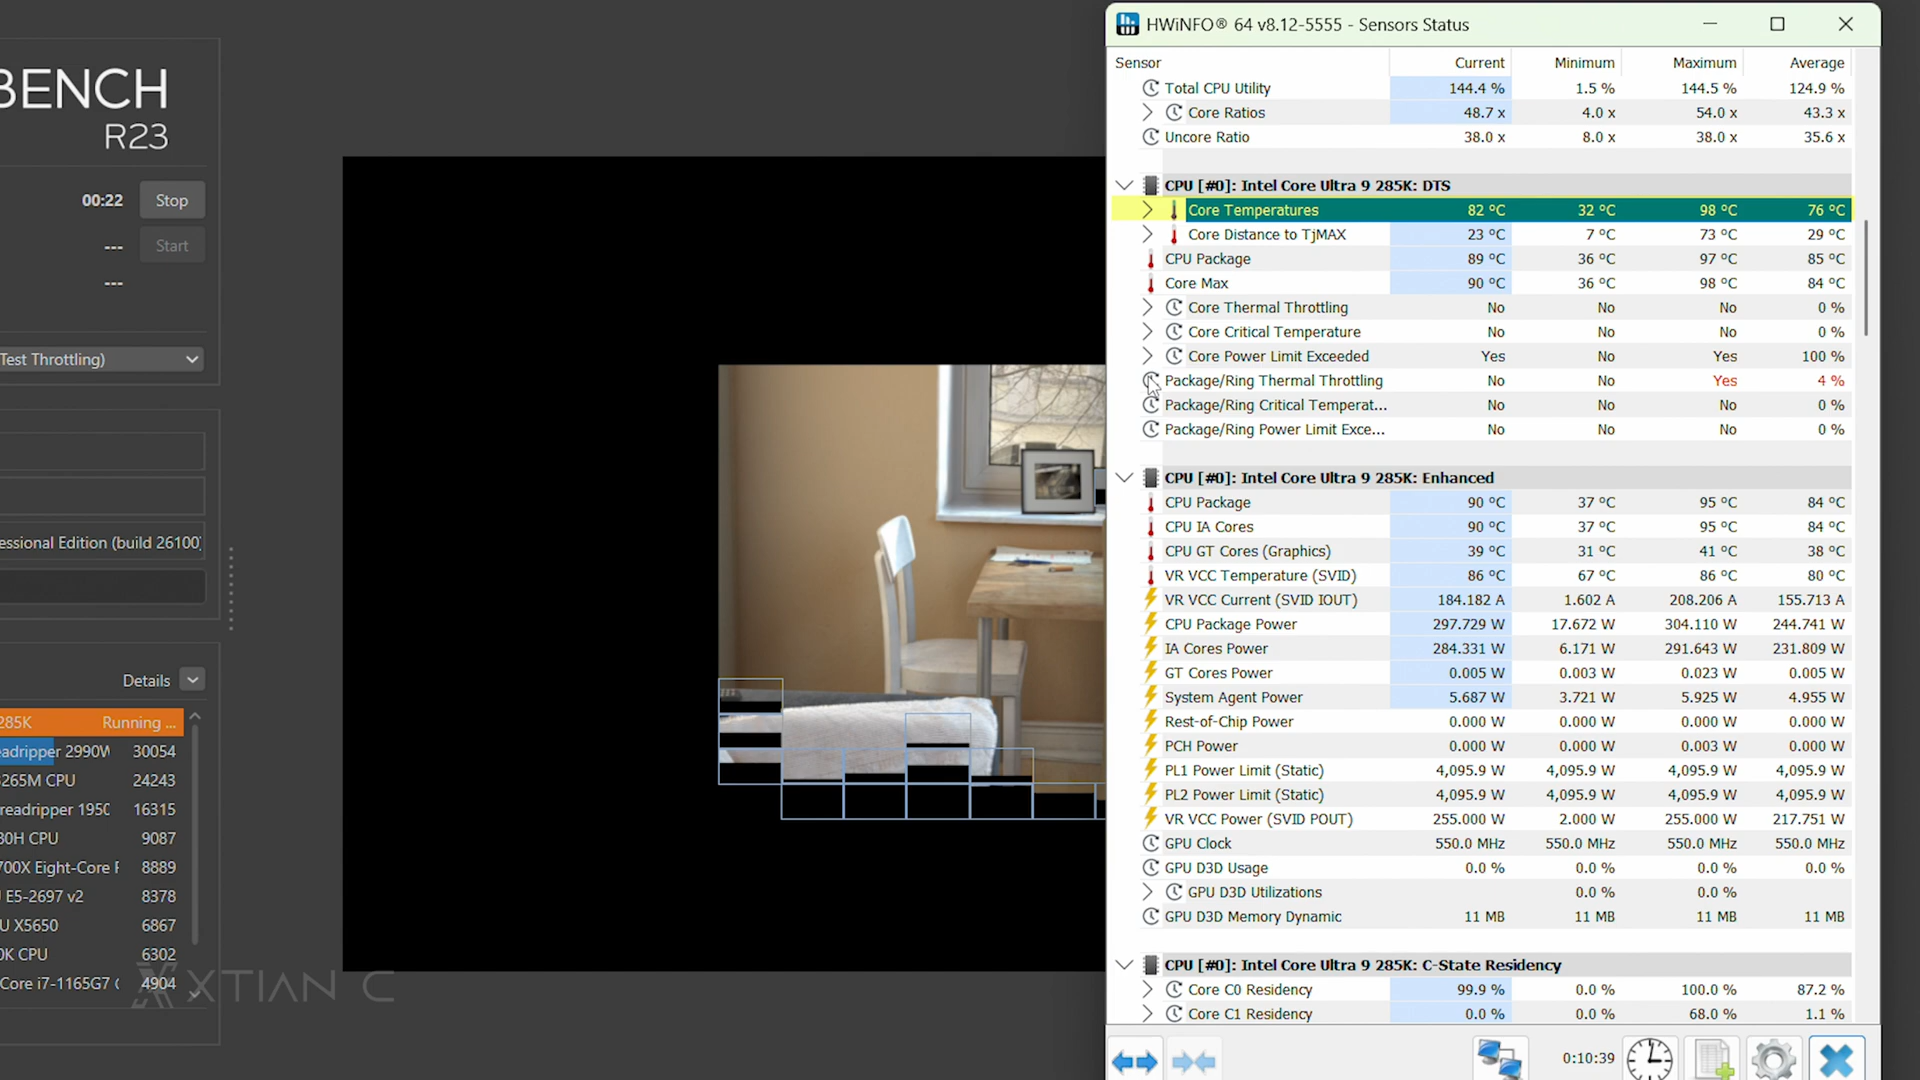 BENCH
R23
00:22 Stop
--- Start
---
Test Throttling)
essional Edition (build 26100)
Details
285K Running ...
eadripper 2990W 30054
265M CPU 24243
readripper 195 16315
80H CPU 9087
700X Eight-Core 8889
E5-2697 v2 8378
U X5650 6867
0K CPU 6302
Core i7-1165G7 4904
XTIAN C
HWiNFO® 64 v8.12-5555 - Sensors Status
Sensor Current Minimum Maximum Average
Total CPU Utility 144.4 % 1.5 % 144.5 % 124.9 %
Core Ratios 48.7 x 4.0 x 54.0 x 43.3 x
Uncore Ratio 38.0 x 8.0 x 38.0 x 35.6 x
CPU [#0]: Intel Core Ultra 9 285K: DTS
Core Temperatures 82 °C 32 °C 98 °C 76 °C
Core Distance to TjMAX 23 °C 7 °C 73 °C 29 °C
CPU Package 89 °C 36 °C 97 °C 85 °C
Core Max 90 °C 36 °C 98 °C 84 °C
Core Thermal Throttling No No No 0 %
Core Critical Temperature No No No 0 %
Core Power Limit Exceeded Yes No Yes 100 %
Package/Ring Thermal Throttling No No Yes 4 %
Package/Ring Critical Temperat... No No No 0 %
Package/Ring Power Limit Exce... No No No 0 %
CPU [#0]: Intel Core Ultra 9 285K: Enhanced
CPU Package 90 °C 37 °C 95 °C 84 °C
CPU IA Cores 90 °C 37 °C 95 °C 84 °C
CPU GT Cores (Graphics) 39 °C 31 °C 41 °C 38 °C
VR VCC Temperature (SVID) 86 °C 67 °C 86 °C 80 °C
VR VCC Current (SVID IOUT) 184.182 A 1.602 A 208.206 A 155.713 A
CPU Package Power 297.729 W 17.672 W 304.110 W 244.741 W
IA Cores Power 284.331 W 6.171 W 291.643 W 231.809 W
GT Cores Power 0.005 W 0.003 W 0.023 W 0.005 W
System Agent Power 5.687 W 3.721 W 5.925 W 4.955 W
Rest-of-Chip Power 0.000 W 0.000 W 0.000 W 0.000 W
PCH Power 0.000 W 0.000 W 0.003 W 0.000 W
PL1 Power Limit (Static) 4,095.9 W 4,095.9 W 4,095.9 W 4,095.9 W
PL2 Power Limit (Static) 4,095.9 W 4,095.9 W 4,095.9 W 4,095.9 W
VR VCC Power (SVID POUT) 255.000 W 2.000 W 255.000 W 217.751 W
GPU Clock 550.0 MHz 550.0 MHz 550.0 MHz 550.0 MHz
GPU D3D Usage 0.0 % 0.0 % 0.0 % 0.0 %
GPU D3D Utilizations 0.0 % 0.0 %
GPU D3D Memory Dynamic 11 MB 11 MB 11 MB 11 MB
CPU [#0]: Intel Core Ultra 9 285K: C-State Residency
Core C0 Residency 99.9 % 0.0 % 100.0 % 87.2 %
Core C1 Residency 0.0 % 0.0 % 68.0 % 1.1 %
0:10:39